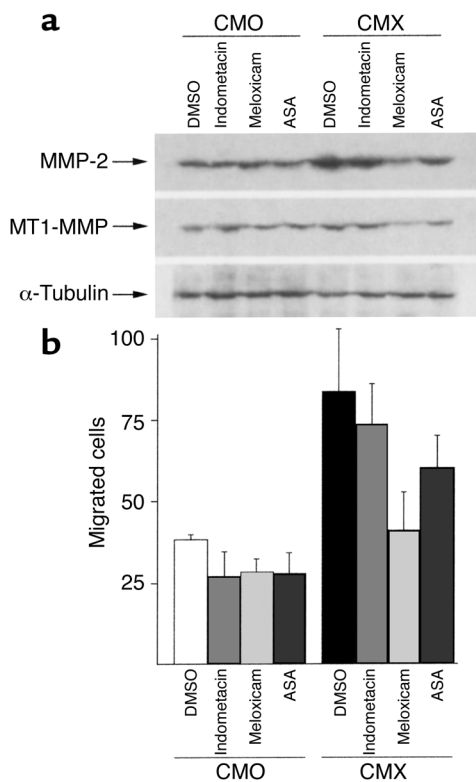 a
CMO CMX
DMSO Indometacin Meloxicam ASA DMSO Indometacin Meloxicam ASA
MMP-2
MT1-MMP
α-Tubulin
b
100
75
50
25
Migrated cells
DMSO Indometacin Meloxicam ASA DMSO Indometacin Meloxicam ASA
CMO CMX